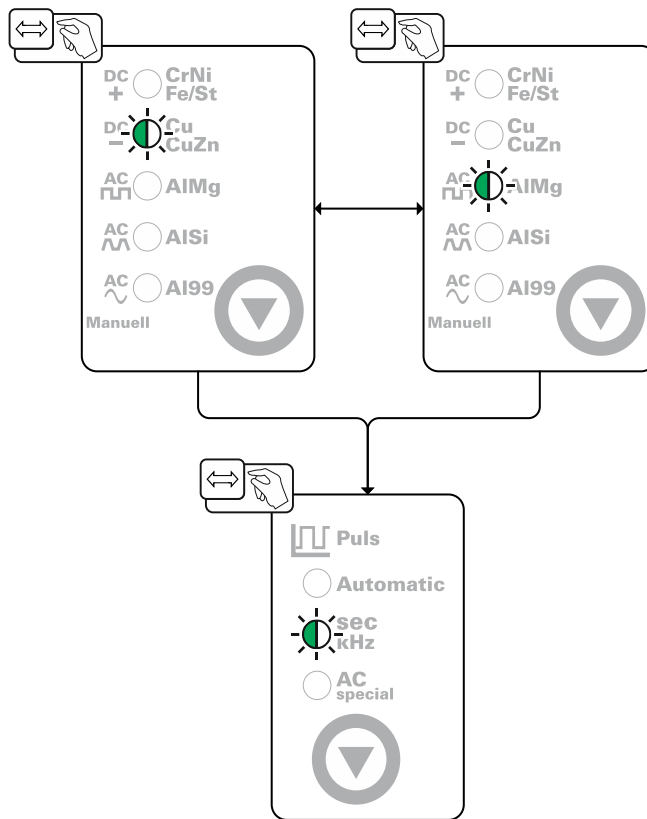 DC CrNi
+ Fe/St
DC Cu
− CuZn
AC AlMg
AC AlSi
AC Al99
Manuell
DC CrNi
+ Fe/St
DC Cu
− CuZn
AC AlMg
AC AlSi
AC Al99
Manuell
Puls
Automatic
sec
kHz
AC
special